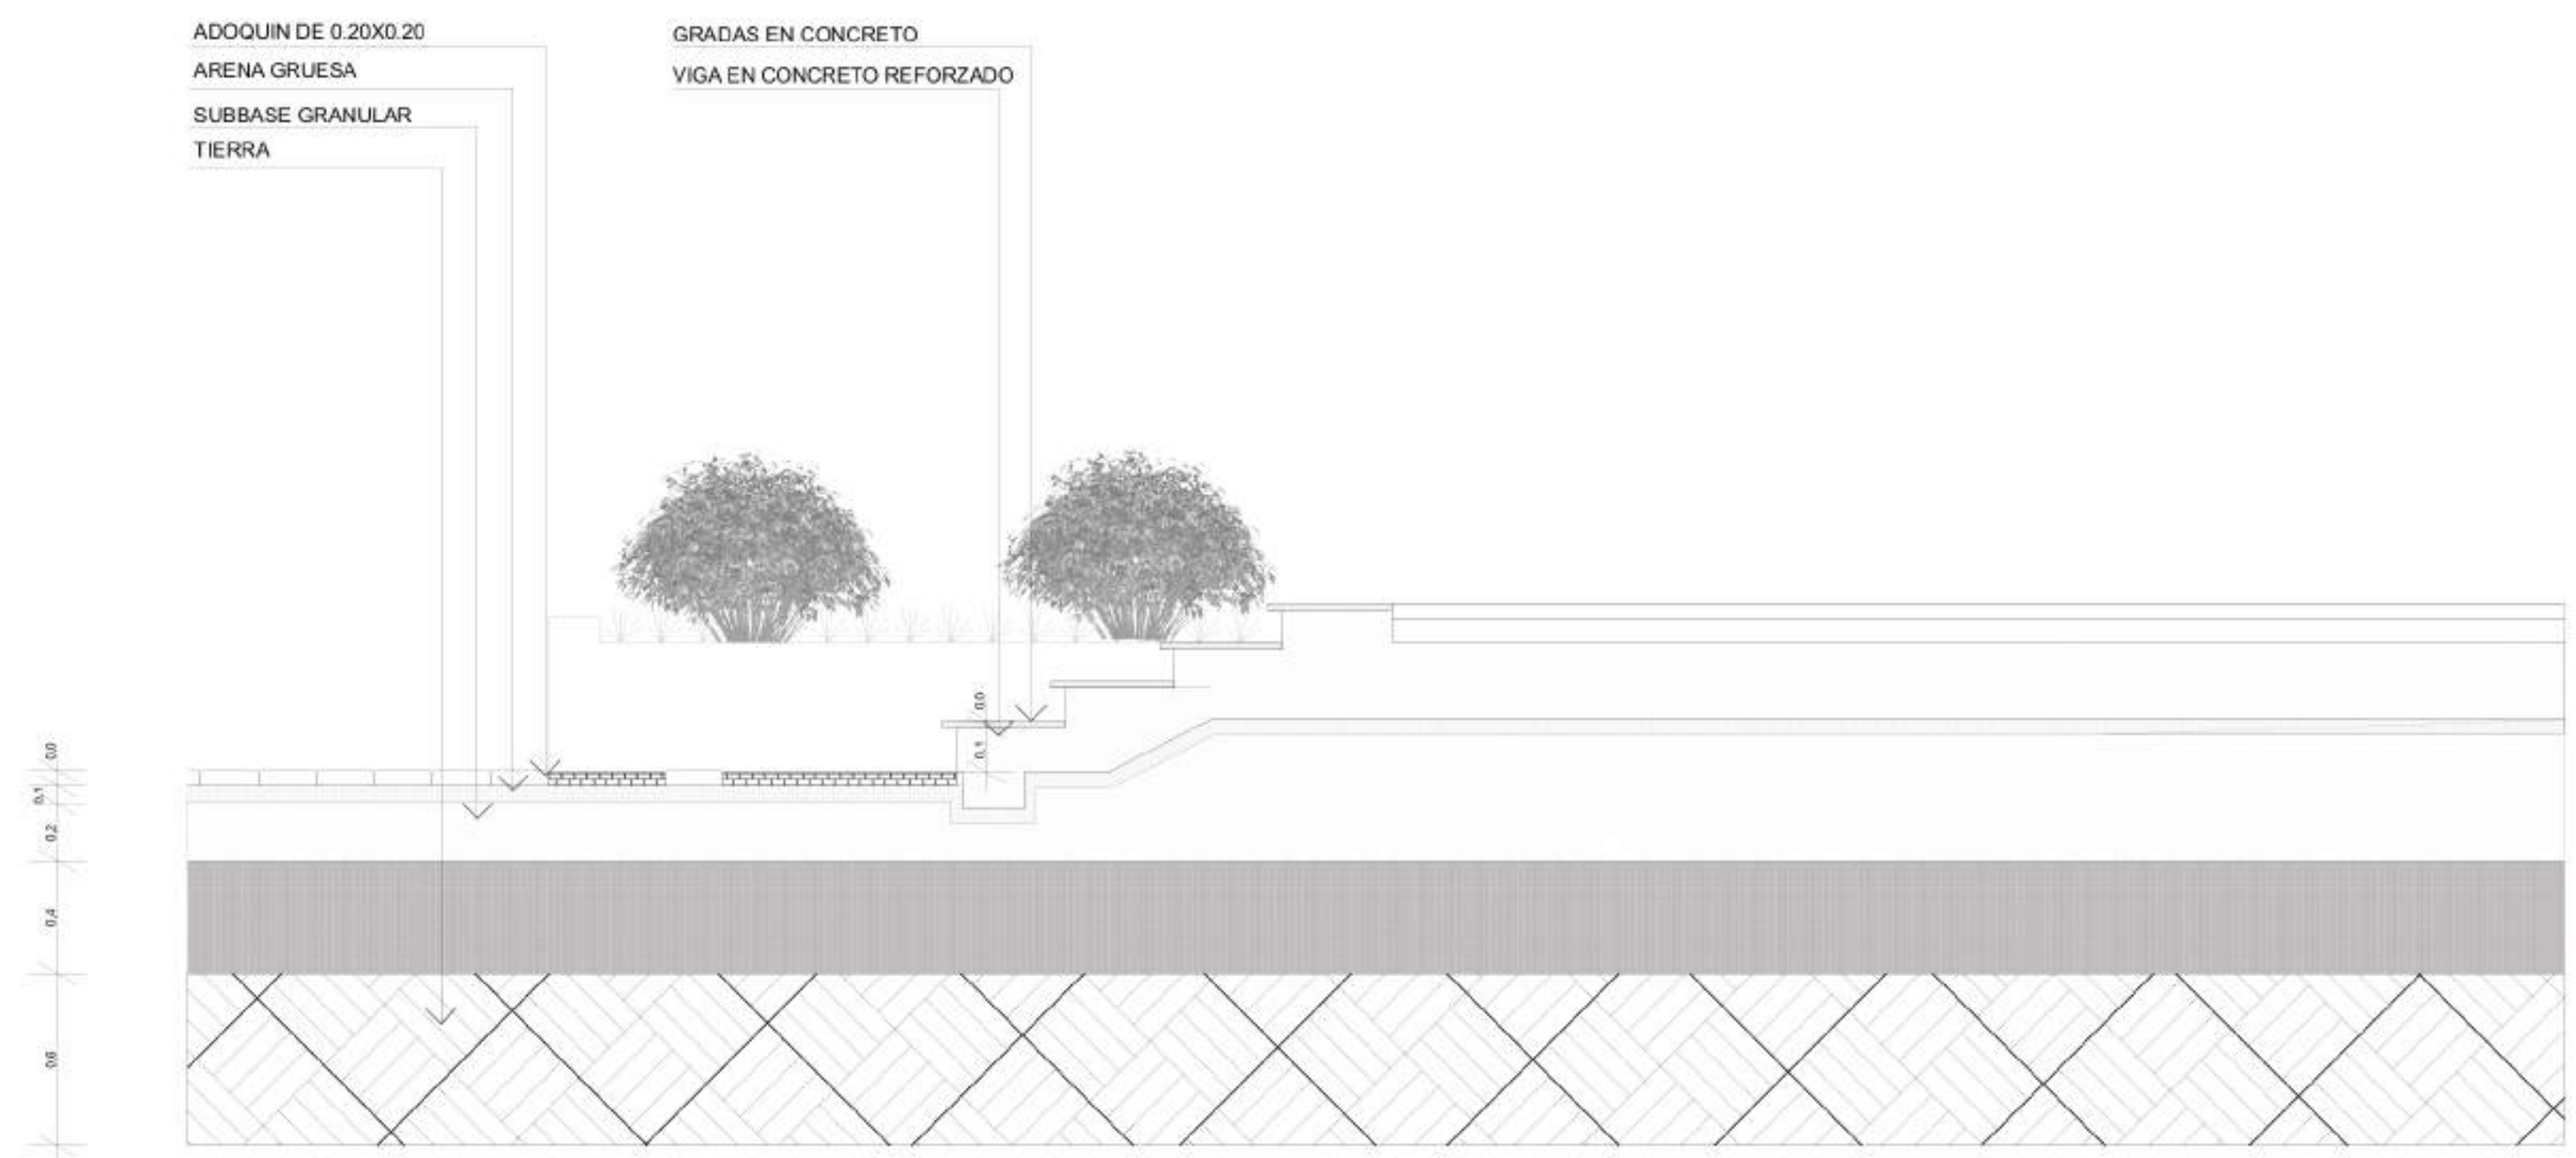 ADOQUIN DE 0.20X0.20
ARENA GRUESA
SUBBASE GRANULAR
TIERRA
GRADAS EN CONCRETO
VIGA EN CONCRETO REFORZADO
0.0
0.1
0.0
0.1
0.2
0.4
0.6